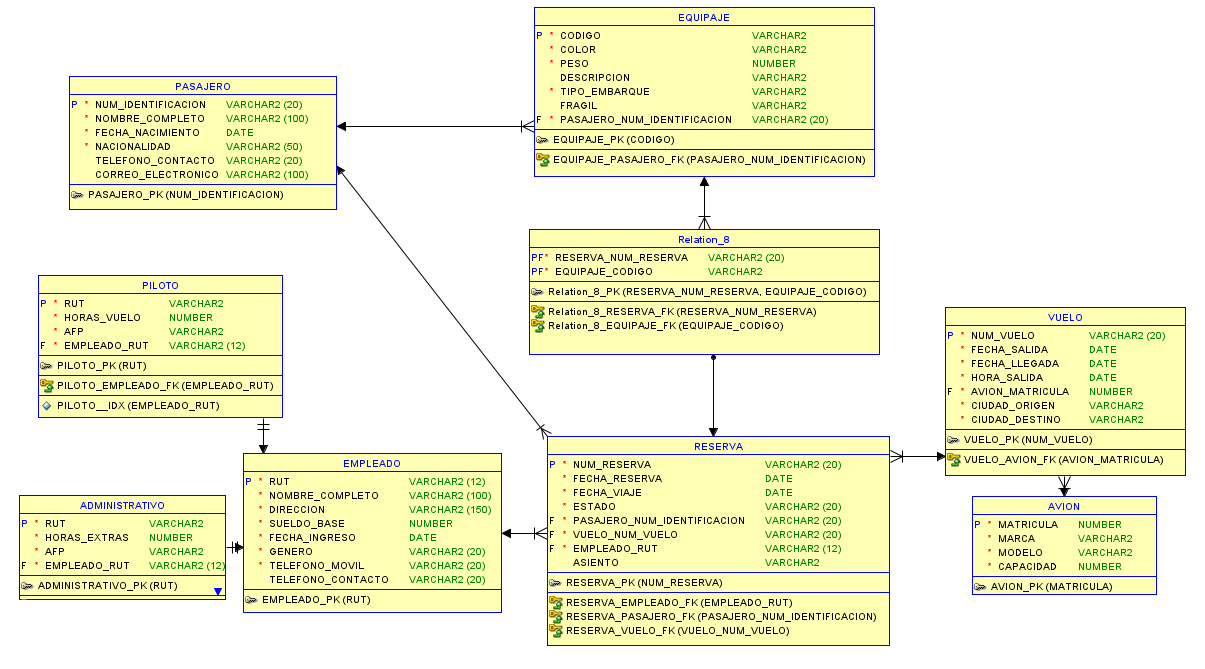 EQUIPAJE
P * CODIGO VARCHAR2
* COLOR VARCHAR2
* PESO NUMBER
DESCRIPCION VARCHAR2
* TIPO_EMBARQUE VARCHAR2
FRAGIL VARCHAR2
F * PASAJERO_NUM_IDENTIFICACION VARCHAR2 (20)
EQUIPAJE_PK (CODIGO)
EQUIPAJE_PASAJERO_FK (PASAJERO_NUM_IDENTIFICACION)
PASAJERO
P * NUM_IDENTIFICACION VARCHAR2 (20)
* NOMBRE_COMPLETO VARCHAR2 (100)
* FECHA_NACIMIENTO DATE
* NACIONALIDAD VARCHAR2 (50)
TELEFONO_CONTACTO VARCHAR2 (20)
CORREO_ELECTRONICO VARCHAR2 (100)
PASAJERO_PK (NUM_IDENTIFICACION)
Relation_8
PF* RESERVA_NUM_RESERVA VARCHAR2 (20)
PF* EQUIPAJE_CODIGO VARCHAR2
Relation_8_PK (RESERVA_NUM_RESERVA, EQUIPAJE_CODIGO)
Relation_8_RESERVA_FK (RESERVA_NUM_RESERVA)
Relation_8_EQUIPAJE_FK (EQUIPAJE_CODIGO)
PILOTO
P * RUT VARCHAR2
* HORAS_VUELO NUMBER
* AFP VARCHAR2
F * EMPLEADO_RUT VARCHAR2 (12)
PILOTO_PK (RUT)
PILOTO_EMPLEADO_FK (EMPLEADO_RUT)
PILOTO__IDX (EMPLEADO_RUT)
VUELO
P * NUM_VUELO VARCHAR2 (20)
* FECHA_SALIDA DATE
* FECHA_LLEGADA DATE
* HORA_SALIDA DATE
F * AVION_MATRICULA NUMBER
* CIUDAD_ORIGEN VARCHAR2
* CIUDAD_DESTINO VARCHAR2
VUELO_PK (NUM_VUELO)
VUELO_AVION_FK (AVION_MATRICULA)
RESERVA
P * NUM_RESERVA VARCHAR2 (20)
* FECHA_RESERVA DATE
* FECHA_VIAJE DATE
* ESTADO VARCHAR2 (20)
F * PASAJERO_NUM_IDENTIFICACION VARCHAR2 (20)
F * VUELO_NUM_VUELO VARCHAR2 (20)
F * EMPLEADO_RUT VARCHAR2 (12)
ASIENTO VARCHAR2
RESERVA_PK (NUM_RESERVA)
RESERVA_EMPLEADO_FK (EMPLEADO_RUT)
RESERVA_PASAJERO_FK (PASAJERO_NUM_IDENTIFICACION)
RESERVA_VUELO_FK (VUELO_NUM_VUELO)
EMPLEADO
P * RUT VARCHAR2 (12)
* NOMBRE_COMPLETO VARCHAR2 (100)
* DIRECCION VARCHAR2 (150)
* SUELDO_BASE NUMBER
* FECHA_INGRESO DATE
* GENERO VARCHAR2 (20)
* TELEFONO_MOVIL VARCHAR2 (20)
TELEFONO_CONTACTO VARCHAR2 (20)
EMPLEADO_PK (RUT)
ADMINISTRATIVO
P * RUT VARCHAR2
* HORAS_EXTRAS NUMBER
* AFP VARCHAR2
F * EMPLEADO_RUT VARCHAR2 (12)
ADMINISTRATIVO_PK (RUT)
AVION
P * MATRICULA NUMBER
* MARCA VARCHAR2
* MODELO VARCHAR2
* CAPACIDAD NUMBER
AVION_PK (MATRICULA)